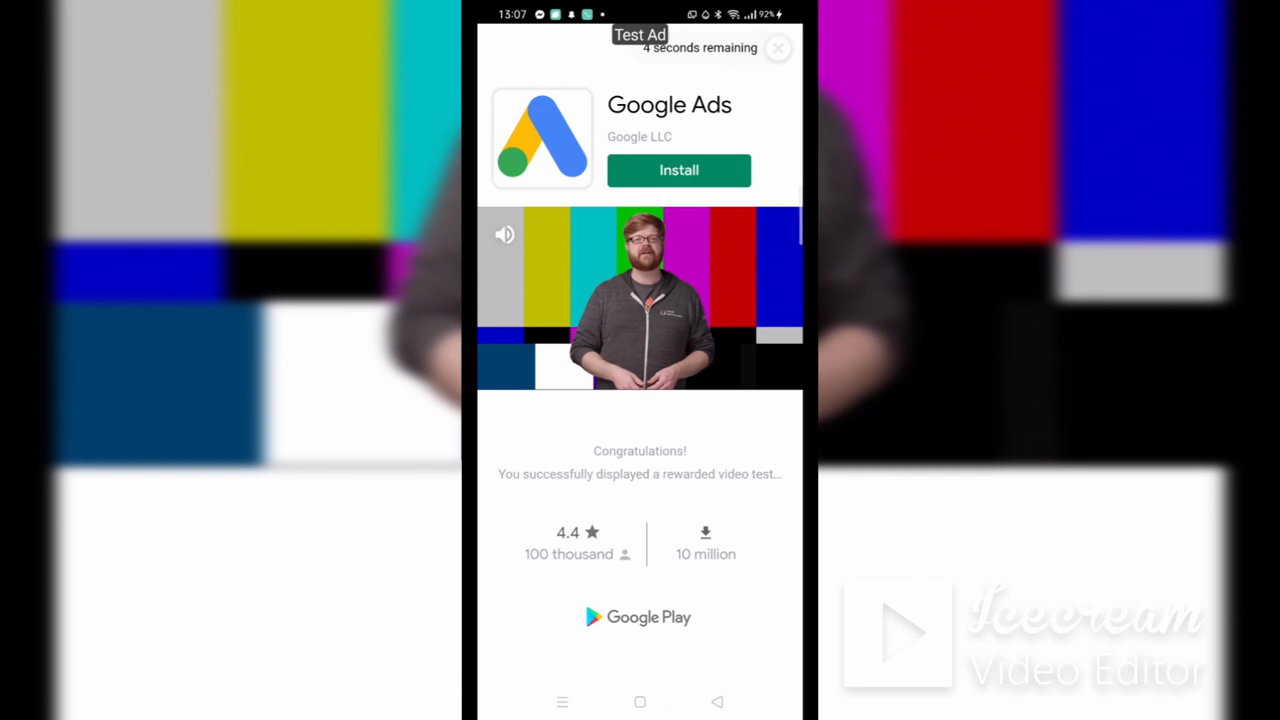 13:07
92%
Test Ad
4 seconds remaining
Google Ads
Google LLC
Install
Congratulations!
You successfully displayed a rewarded video test...
4.4
100 thousand
10 million
Google Play
Icecream
Video Editor